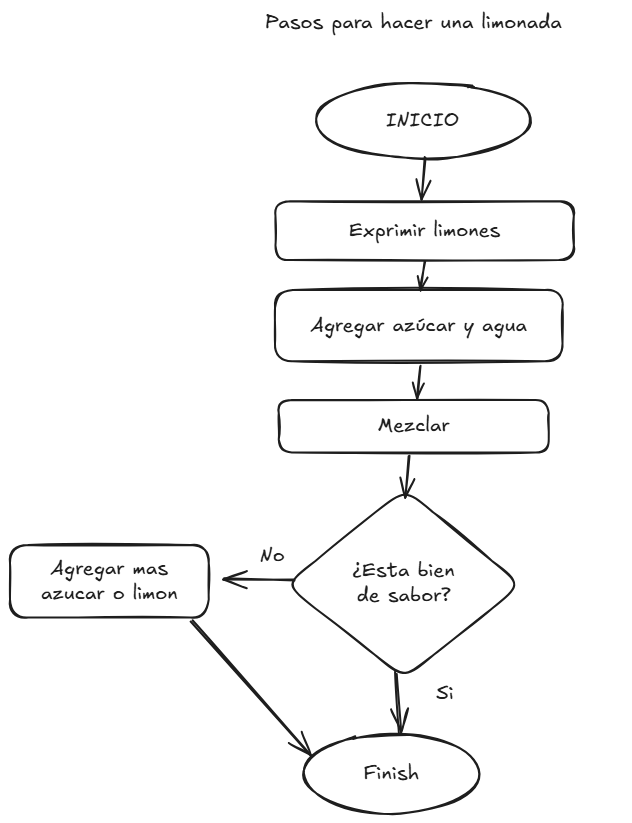 Pasos para hacer una limonada
INICIO
Exprimir limones
Agregar azúcar y agua
Mezclar
¿Esta bien
de sabor?
No
Agregar mas
azucar o limon
Si
Finish